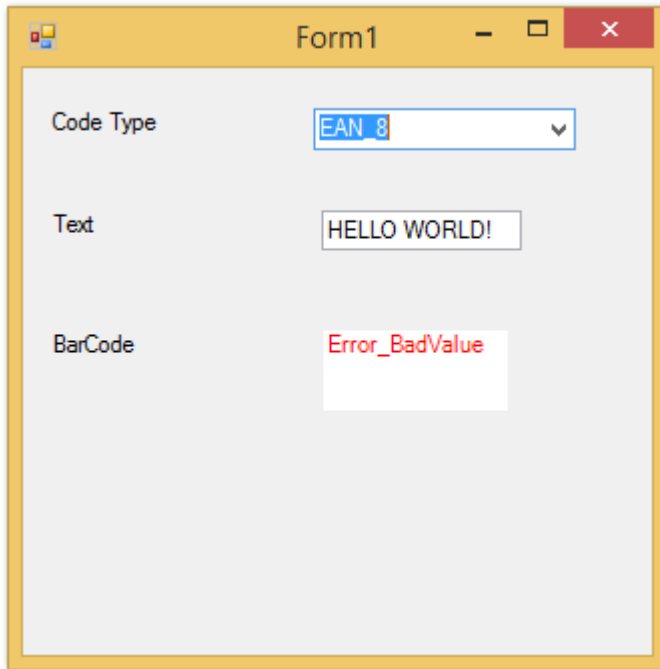 Form1
Code Type
EAN_8
Text
HELLO WORLD!
BarCode
Error_BadValue